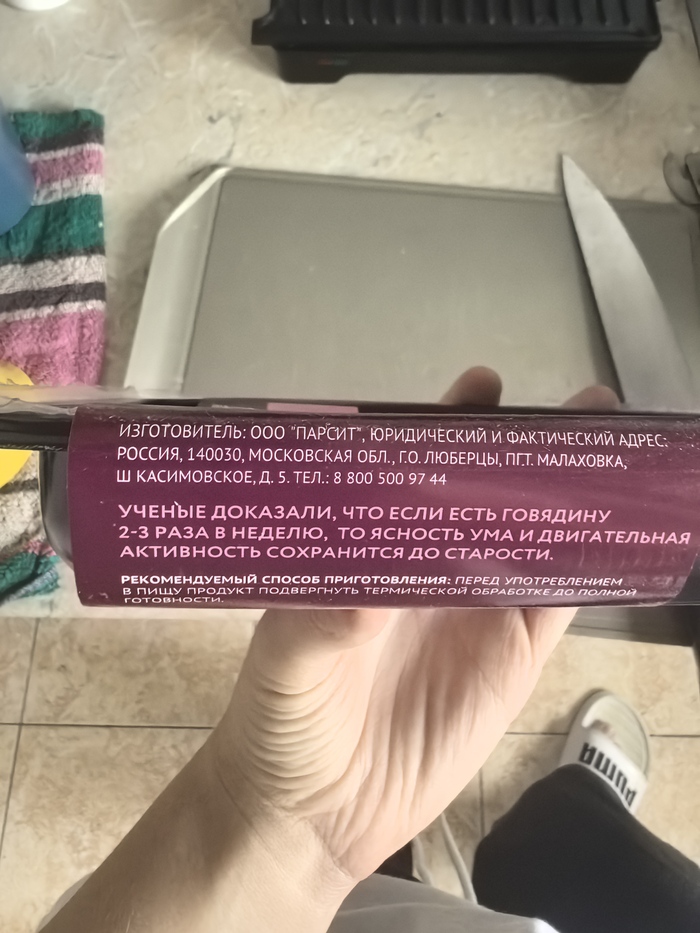 ИЗГОТОВИТЕЛЬ: ООО "ПАРСИТ", ЮРИДИЧЕСКИЙ И ФАКТИЧЕСКИЙ АДРЕС:
РОССИЯ, 140030, МОСКОВСКАЯ ОБЛ., Г.О. ЛЮБЕРЦЫ, ПГТ. МАЛАХОВКА,
Ш КАСИМОВСКОЕ, Д. 5. ТЕЛ.: 8 800 500 97 44
УЧЕНЫЕ ДОКАЗАЛИ, ЧТО ЕСЛИ ЕСТЬ ГОВЯДИНУ
2-3 РАЗА В НЕДЕЛЮ, ТО ЯСНОСТЬ УМА И ДВИГАТЕЛЬНАЯ
АКТИВНОСТЬ СОХРАНИТСЯ ДО СТАРОСТИ.
РЕКОМЕНДУЕМЫЙ СПОСОБ ПРИГОТОВЛЕНИЯ: ПЕРЕД УПОТРЕБЛЕНИЕМ
В ПИЩУ ПРОДУКТ ПОДВЕРГНУТЬ ТЕРМИЧЕСКОЙ ОБРАБОТКЕ ДО ПОЛНОЙ
ГОТОВНОСТИ.
PUMA